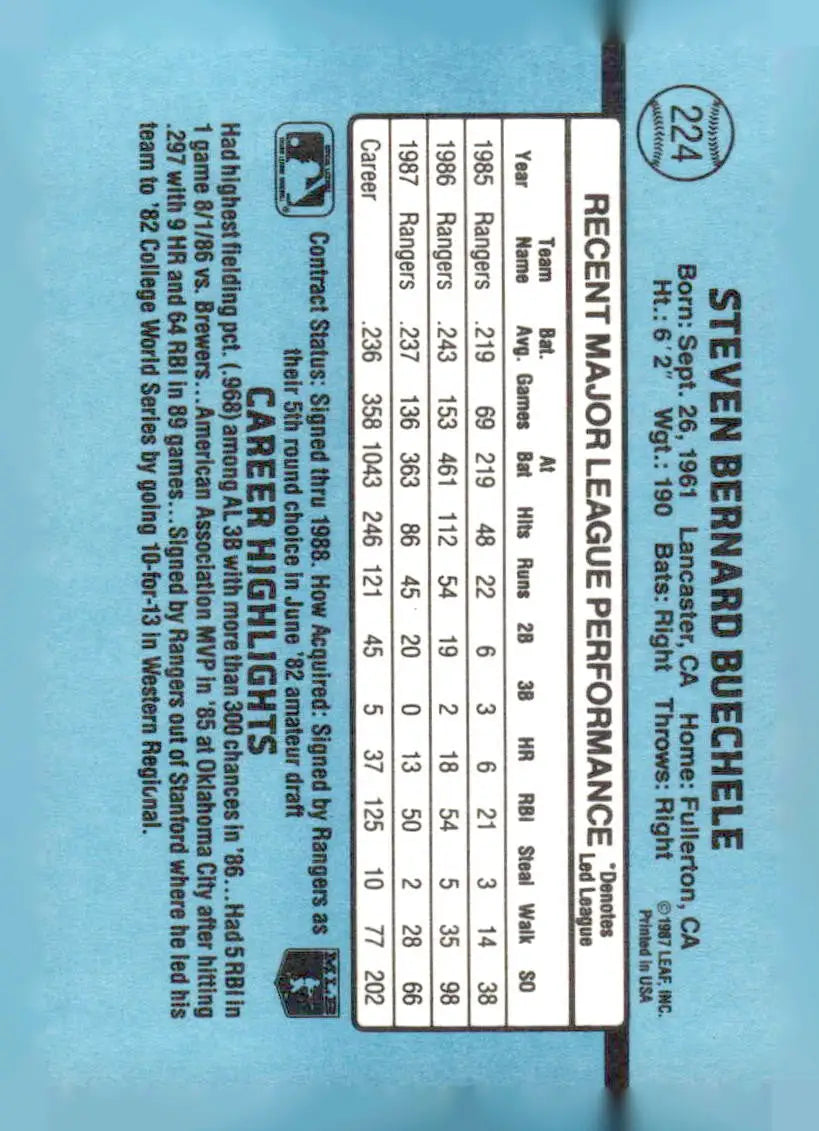 224
STEVEN BERNARD BUECHELE
Born: Sept. 26, 1961 Lancaster, CA Home: Fullerton, CA
Ht.: 6' 2" Wgt.: 190 Bats: Right Throws: Right
©1987 LEAF, INC.
Printed in USA
RECENT MAJOR LEAGUE PERFORMANCE *Denotes Led League
Year Team Name Bat. Avg. Games At Bat Hits Runs 2B 3B HR RBI Steal Walk SO
1985 Rangers .219 69 219 48 22 6 3 6 21 3 14 38
1986 Rangers .243 153 461 112 54 19 2 18 54 5 35 98
1987 Rangers .237 136 363 86 45 20 0 13 50 2 28 66
Career .236 358 1043 246 121 45 5 37 125 10 77 202
Contract Status: Signed thru 1988. How Acquired: Signed by Rangers as
their 5th round choice in June '82 amateur draft
MLB
CAREER HIGHLIGHTS
Had highest fielding pct. (.968) among AL 3B with more than 300 chances in '86...Had 5 RBI in
1 game 8/1/86 vs. Brewers...American Association MVP in '85 at Oklahoma City after hitting
.297 with 9 HR and 64 RBI in 89 games...Signed by Rangers out of Stanford where he led his
team to '82 College World Series by going 10-for-13 in Western Regional.